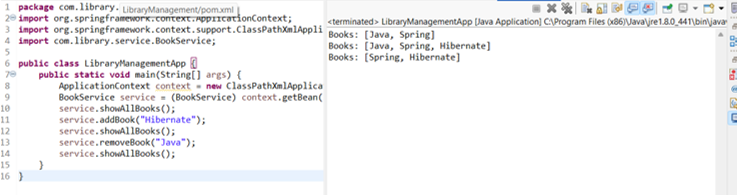 1 package com.library.
LibraryManagement/pom.xml
3
4 import org.springframework.context.ApplicationContext;
4 import org.springframework.context.support.ClassPathXmlAppli
4 import com.library.service.BookService;
5
6 public class LibraryManagementApp {
7 public static void main(String[] args) {
8 ApplicationContext context = new ClassPathXmlApplicat
9 BookService service = (BookService) context.getBean(
10 service.showAllBooks();
11 service.addBook("Hibernate");
12 service.showAllBooks();
13 service.removeBook("Java");
14 service.showAllBooks();
15 }
16 }
<terminated> LibraryManagementApp [Java Application] C:\Program Files (x86)\Java\jre1.8.0_441\bin\javaw
Books: [Java, Spring]
Books: [Java, Spring, Hibernate]
Books: [Spring, Hibernate]